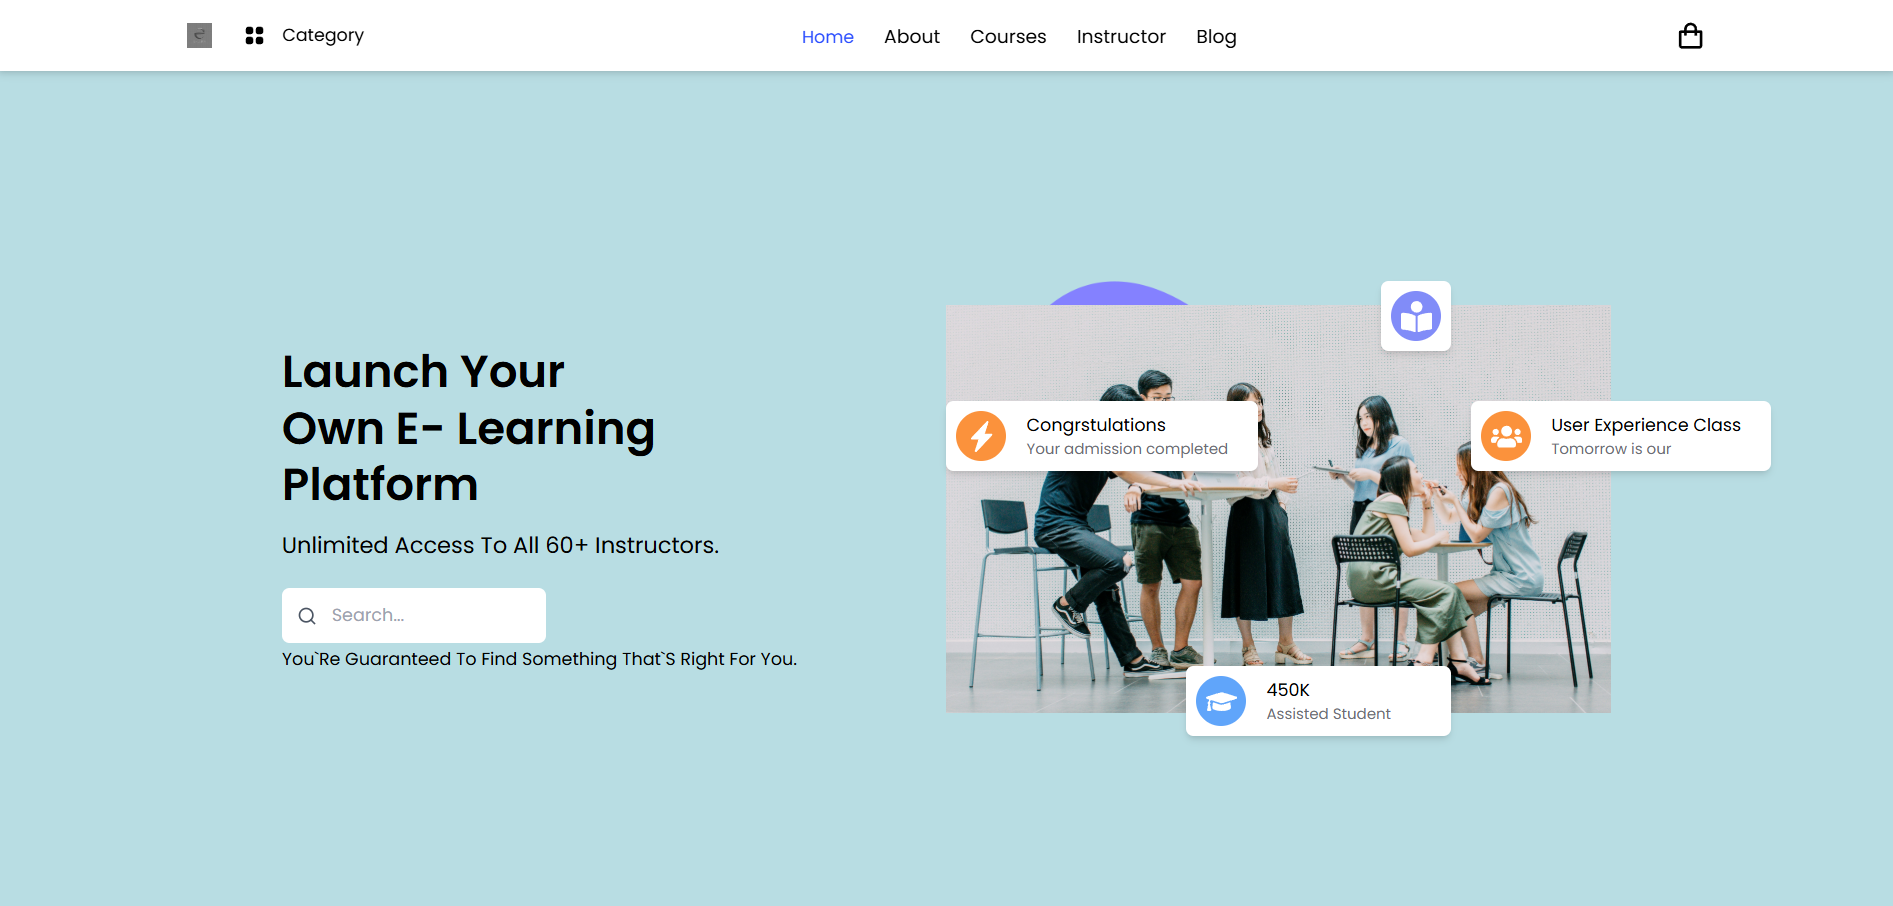 Category
Home
About
Courses
Instructor
Blog
Launch Your
Own E- Learning
Platform
Unlimited Access To All 60+ Instructors.
Search...
You`Re Guaranteed To Find Something That`S Right For You.
Congrstulations
Your admission completed
User Experience Class
Tomorrow is our
450K
Assisted Student